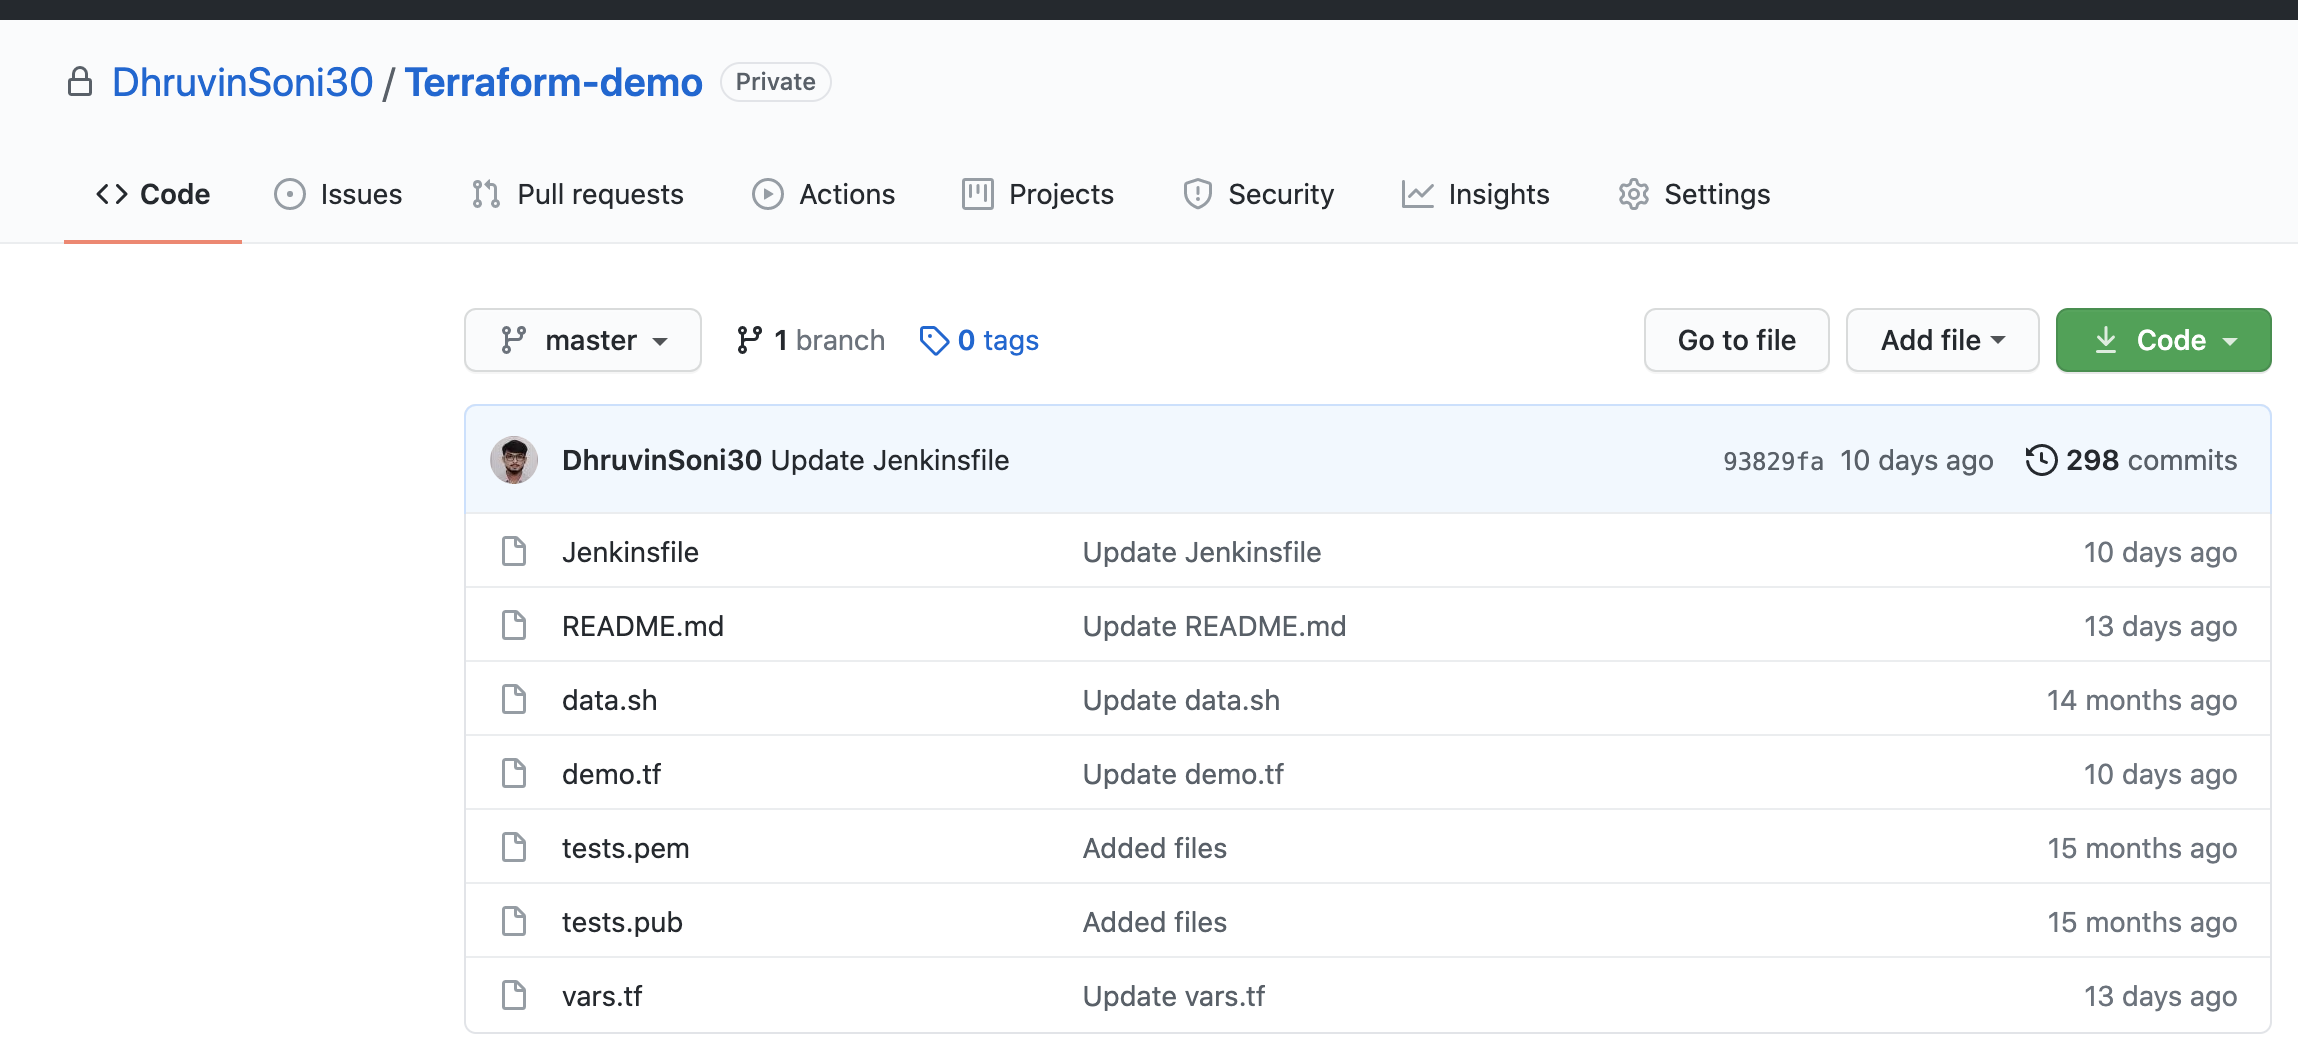 DhruvinSoni30 / Terraform-demo Private
Code Issues Pull requests Actions Projects Security Insights Settings
master 1 branch 0 tags Go to file Add file Code
DhruvinSoni30 Update Jenkinsfile 93829fa 10 days ago 298 commits
Jenkinsfile Update Jenkinsfile 10 days ago
README.md Update README.md 13 days ago
data.sh Update data.sh 14 months ago
demo.tf Update demo.tf 10 days ago
tests.pem Added files 15 months ago
tests.pub Added files 15 months ago
vars.tf Update vars.tf 13 days ago